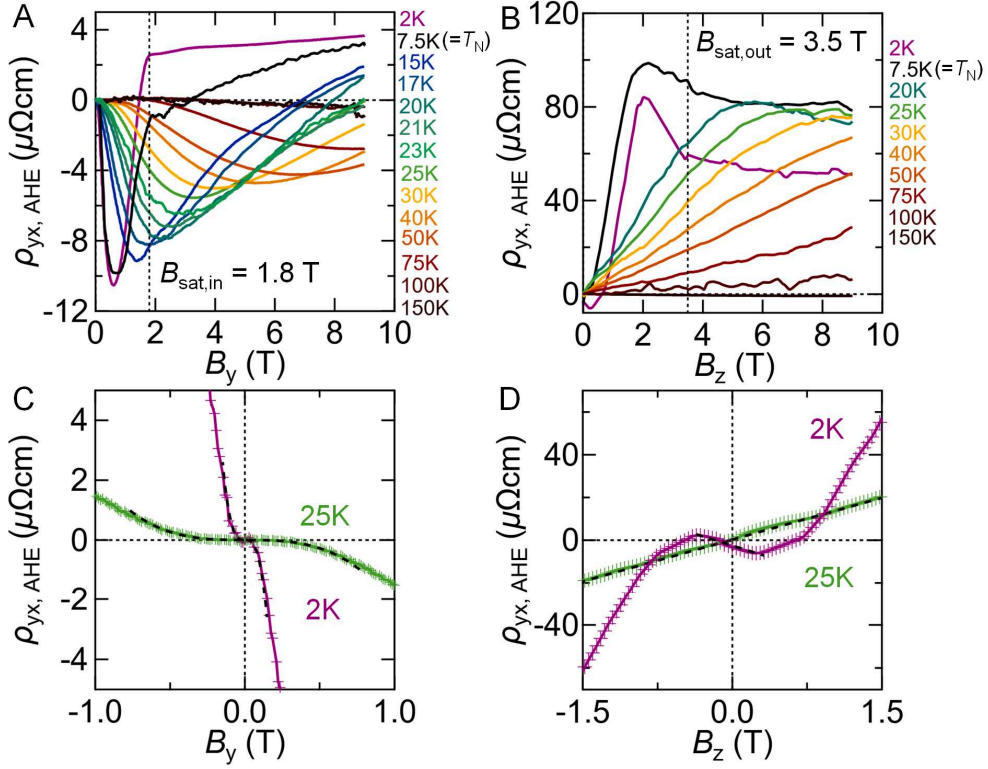 A
4
0
-4
-8
-12
ρyx, AHE (μΩcm)
0 2 4 6 8 10
By (T)
Bsat,in = 1.8 T
2K
7.5K(=TN)
15K
17K
20K
21K
23K
25K
30K
40K
50K
75K
100K
150K
B
120
80
40
0
ρyx, AHE (μΩcm)
0 2 4 6 8 10
Bz (T)
Bsat,out = 3.5 T
2K
7.5K(=TN)
20K
25K
30K
40K
50K
75K
100K
150K
C
4
2
0
-2
-4
ρyx, AHE (μΩcm)
-1.0 0.0 1.0
By (T)
25K
2K
D
40
0
-40
ρyx, AHE (μΩcm)
-1.5 0.0 1.5
Bz (T)
2K
25K